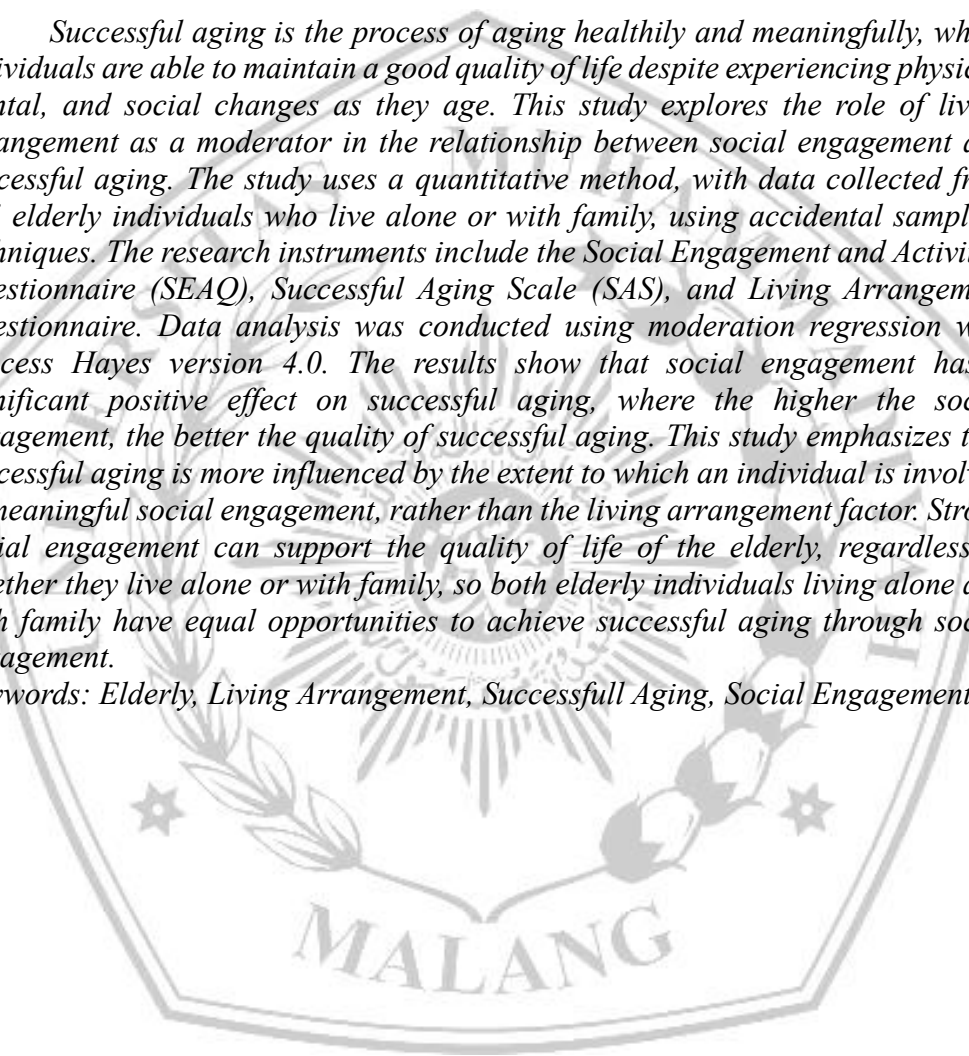 Successful aging is the process of aging healthily and meaningfully, wh
ividuals are able to maintain a good quality of life despite experiencing physic
ntal, and social changes as they age. This study explores the role of liv
angement as a moderator in the relationship between social engagement a
cessful aging. The study uses a quantitative method, with data collected fr
elderly individuals who live alone or with family, using accidental sampl
hniques. The research instruments include the Social Engagement and Activit
estionnaire (SEAQ), Successful Aging Scale (SAS), and Living Arrangem
estionnaire. Data analysis was conducted using moderation regression w
cess Hayes version 4.0. The results show that social engagement has
nificant positive effect on successful aging, where the higher the soc
agement, the better the quality of successful aging. This study emphasizes t
cessful aging is more influenced by the extent to which an individual is involv
meaningful social engagement, rather than the living arrangement factor. Stro
ial engagement can support the quality of life of the elderly, regardless
ether they live alone or with family, so both elderly individuals living alone a
h family have equal opportunities to achieve successful aging through soc
agement.
ywords: Elderly, Living Arrangement, Successfull Aging, Social Engagement
MALANG